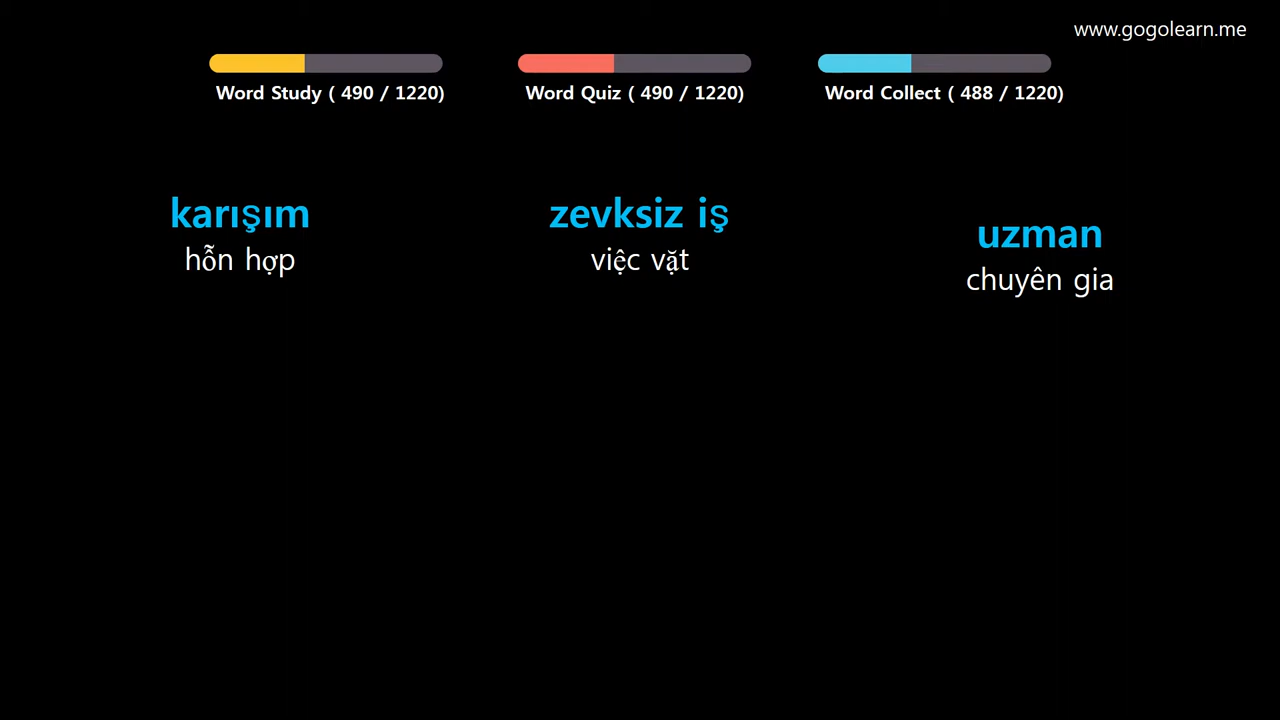 www.gogolearn.me
Word Study ( 490 / 1220)
Word Quiz ( 490 / 1220)
Word Collect ( 488 / 1220)
karışım
hỗn hợp
zevksiz iş
việc vặt
uzman
chuyên gia